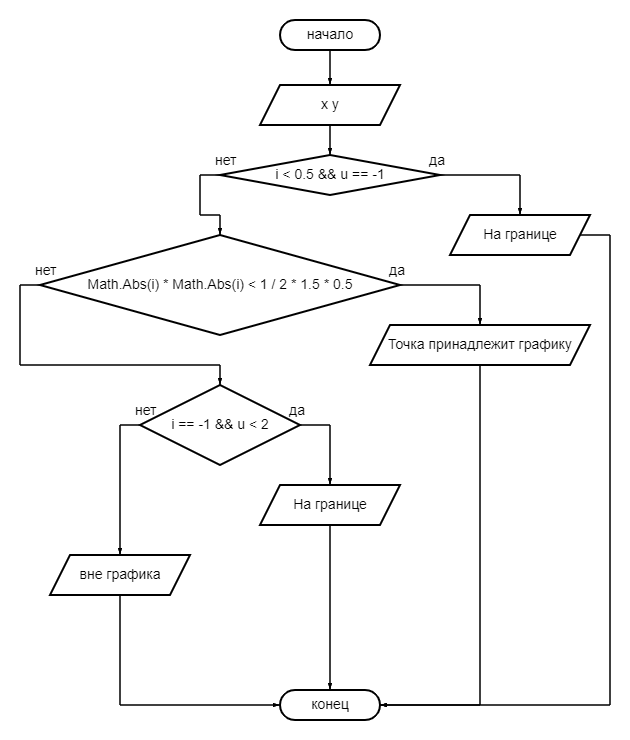 начало
x y
нет
да
i < 0.5 && u == -1
На границе
нет
да
Math.Abs(i) * Math.Abs(i) < 1 / 2 * 1.5 * 0.5
Точка принадлежит графику
нет
да
i == -1 && u < 2
На границе
вне графика
конец